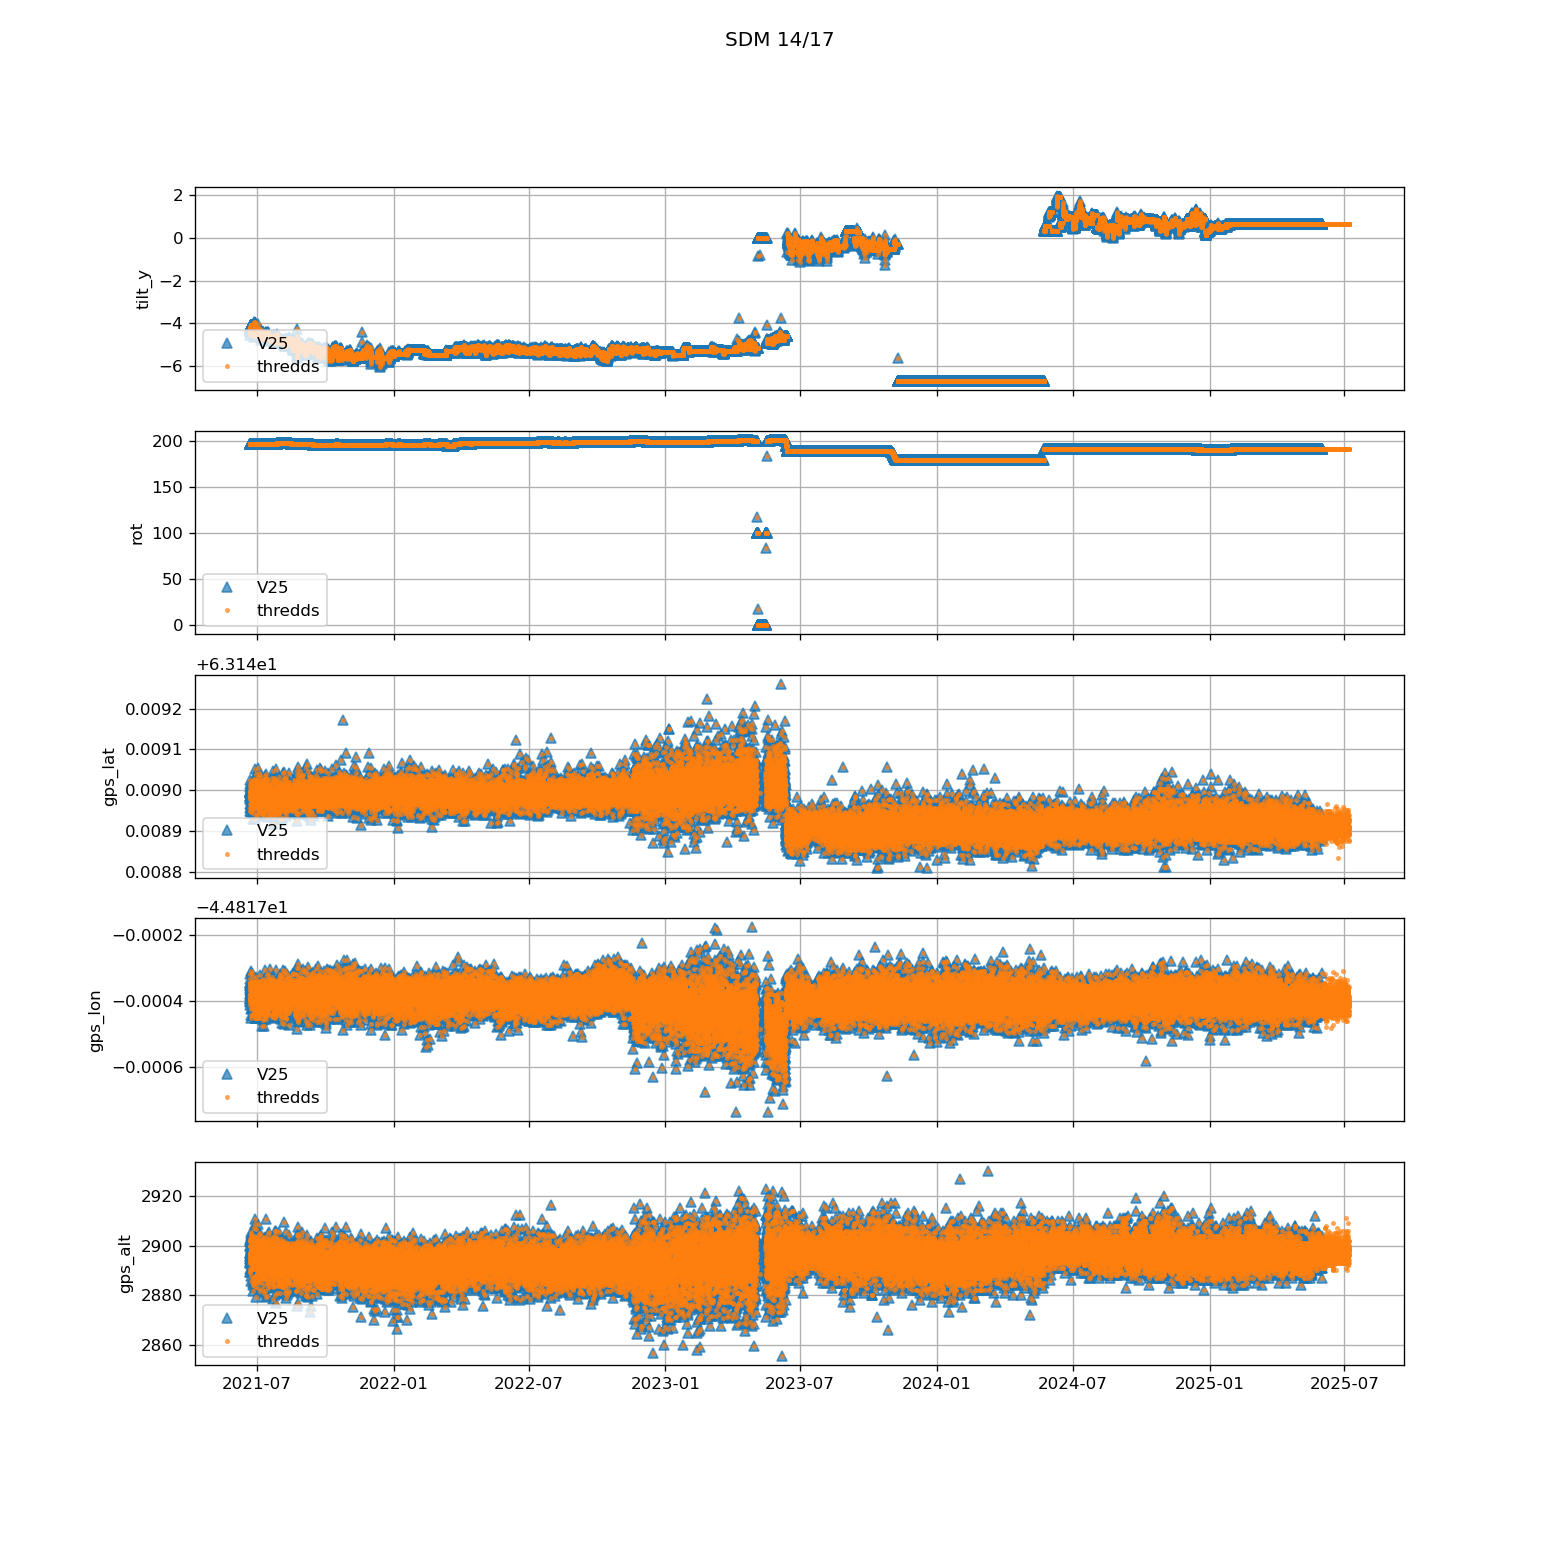 SDM 14/17
2
0
−2
−4
−6
tilt_y
V25
thredds
200
150
100
50
0
rot
V25
thredds
+6.314e1
0.00922
0.0091
0.0090
0.0089
0.0088
gps_lat
V25
thredds
−4.4817e1
−0.0002
−0.0004
−0.0006
gps_lon
V25
thredds
2920
2900
2880
2860
gps_alt
V25
thredds
2021-07
2022-01
2022-07
2023-01
2023-07
2024-01
2024-07
2025-01
2025-07